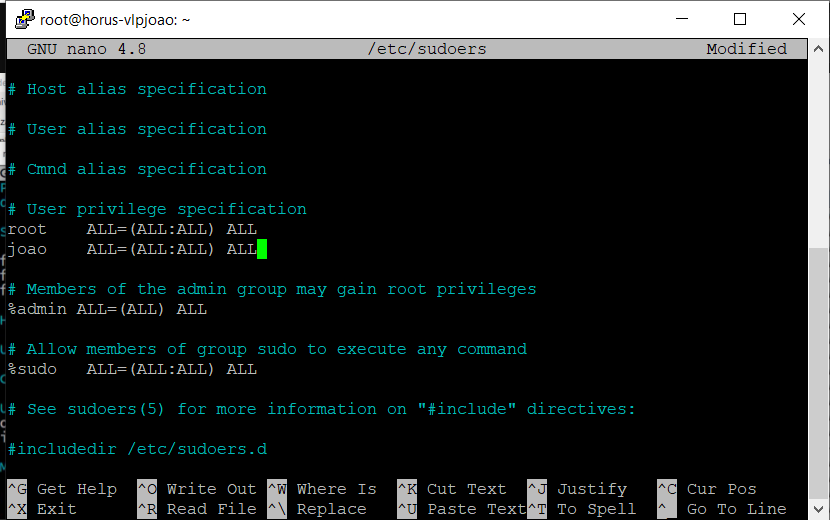 root@horus-vlpjoao: ~
GNU nano 4.8 /etc/sudoers Modified
# Host alias specification
# User alias specification
# Cmnd alias specification
# User privilege specification
root ALL=(ALL:ALL) ALL
joao ALL=(ALL:ALL) ALL
# Members of the admin group may gain root privileges
%admin ALL=(ALL) ALL
# Allow members of group sudo to execute any command
%sudo ALL=(ALL:ALL) ALL
# See sudoers(5) for more information on "#include" directives:
#includedir /etc/sudoers.d
^G Get Help ^O Write Out ^W Where Is ^K Cut Text ^J Justify ^C Cur Pos
^X Exit ^R Read File ^\ Replace ^U Paste Text ^T To Spell ^_ Go To Line